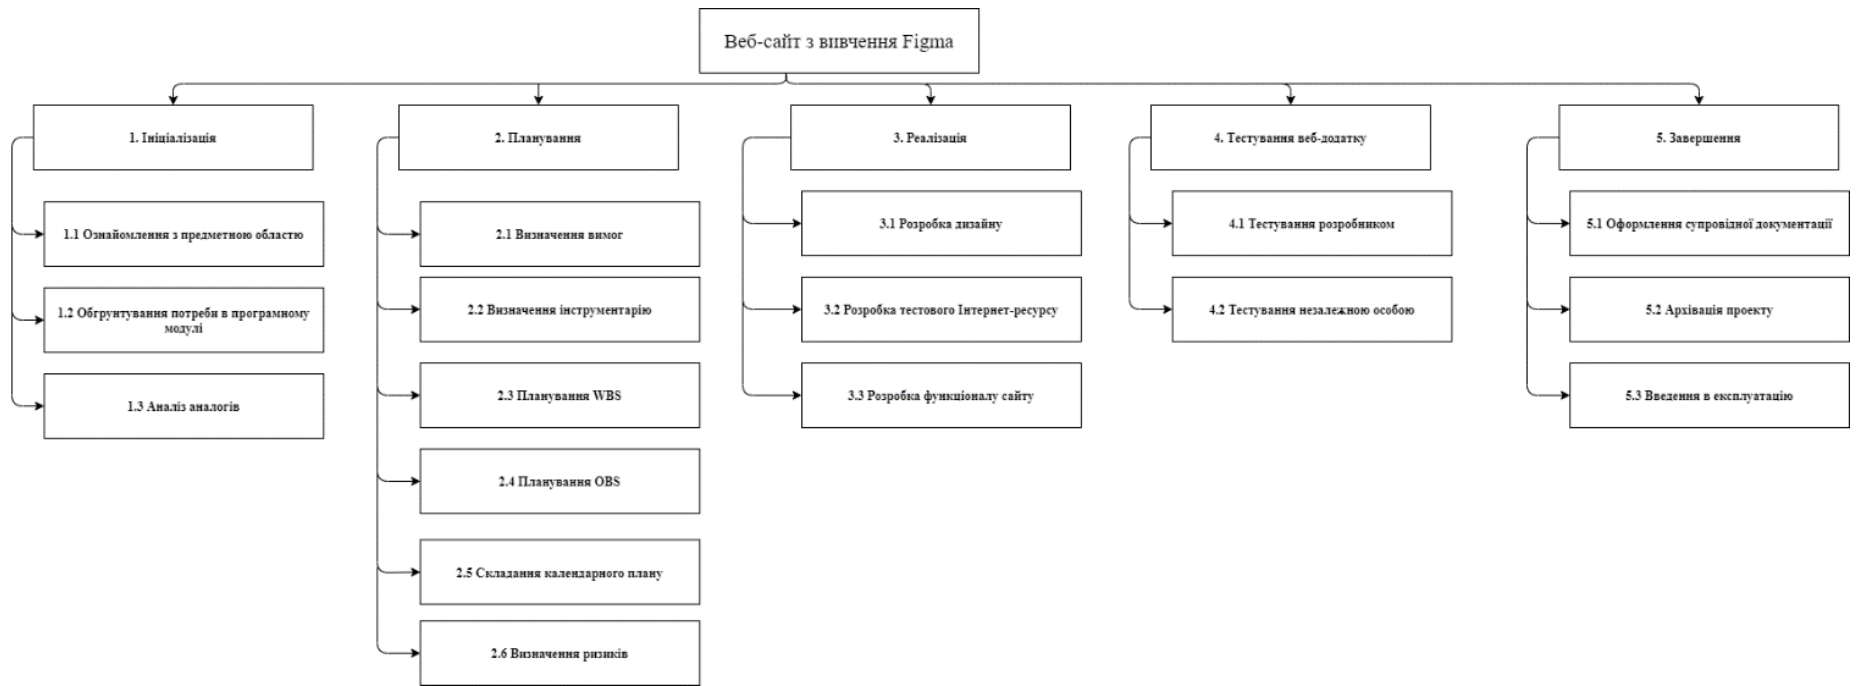 Веб-сайт з вивчення Figma
1. Ініціалізація
1.1 Ознайомлення з предметною областю
1.2 Обгрунтування потреби в програмному
модулі
1.3 Аналіз аналогів
2. Планування
2.1 Визначення вимог
2.2 Визначення інструментарію
2.3 Планування WBS
2.4 Планування OBS
2.5 Складання календарного плану
2.6 Визначення ризиків
3. Реалізація
3.1 Розробка дизайну
3.2 Розробка тестового Інтернет-ресурсу
3.3 Розробка функціоналу сайту
4. Тестування веб-додатку
4.1 Тестування розробником
4.2 Тестування незалежною особою
5. Завершення
5.1 Оформлення супровідної документації
5.2 Архівація проекту
5.3 Введення в експлуатацію